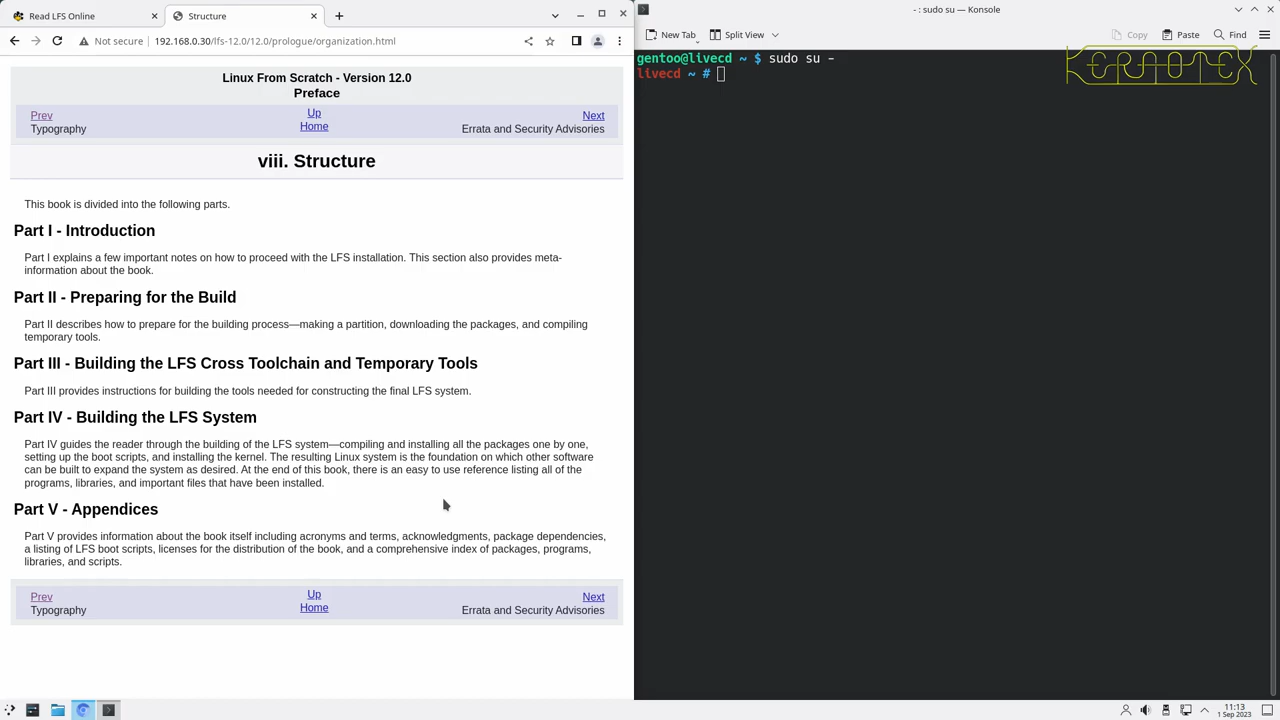 Read LFS Online
Structure
Not secure
192.168.0.30/lfs-12.0/12.0/prologue/organization.html
Linux From Scratch - Version 12.0
Preface
Prev
Up
Next
Typography
Home
Errata and Security Advisories
viii. Structure
This book is divided into the following parts.
Part I - Introduction
Part I explains a few important notes on how to proceed with the LFS installation. This section also provides meta-
information about the book.
Part II - Preparing for the Build
Part II describes how to prepare for the building process—making a partition, downloading the packages, and compiling
temporary tools.
Part III - Building the LFS Cross Toolchain and Temporary Tools
Part III provides instructions for building the tools needed for constructing the final LFS system.
Part IV - Building the LFS System
Part IV guides the reader through the building of the LFS system—compiling and installing all the packages one by one,
setting up the boot scripts, and installing the kernel. The resulting Linux system is the foundation on which other software
can be built to expand the system as desired. At the end of this book, there is an easy to use reference listing all of the
programs, libraries, and important files that have been installed.
Part V - Appendices
Part V provides information about the book itself including acronyms and terms, acknowledgments, package dependencies,
a listing of LFS boot scripts, licenses for the distribution of the book, and a comprehensive index of packages, programs,
libraries, and scripts.
Prev
Up
Next
Typography
Home
Errata and Security Advisories
- : sudo su — Konsole
New Tab
Split View
Copy
Paste
Find
gentoo@livecd ~ $ sudo su -
livecd ~ #
11:13
1 Sep 2023